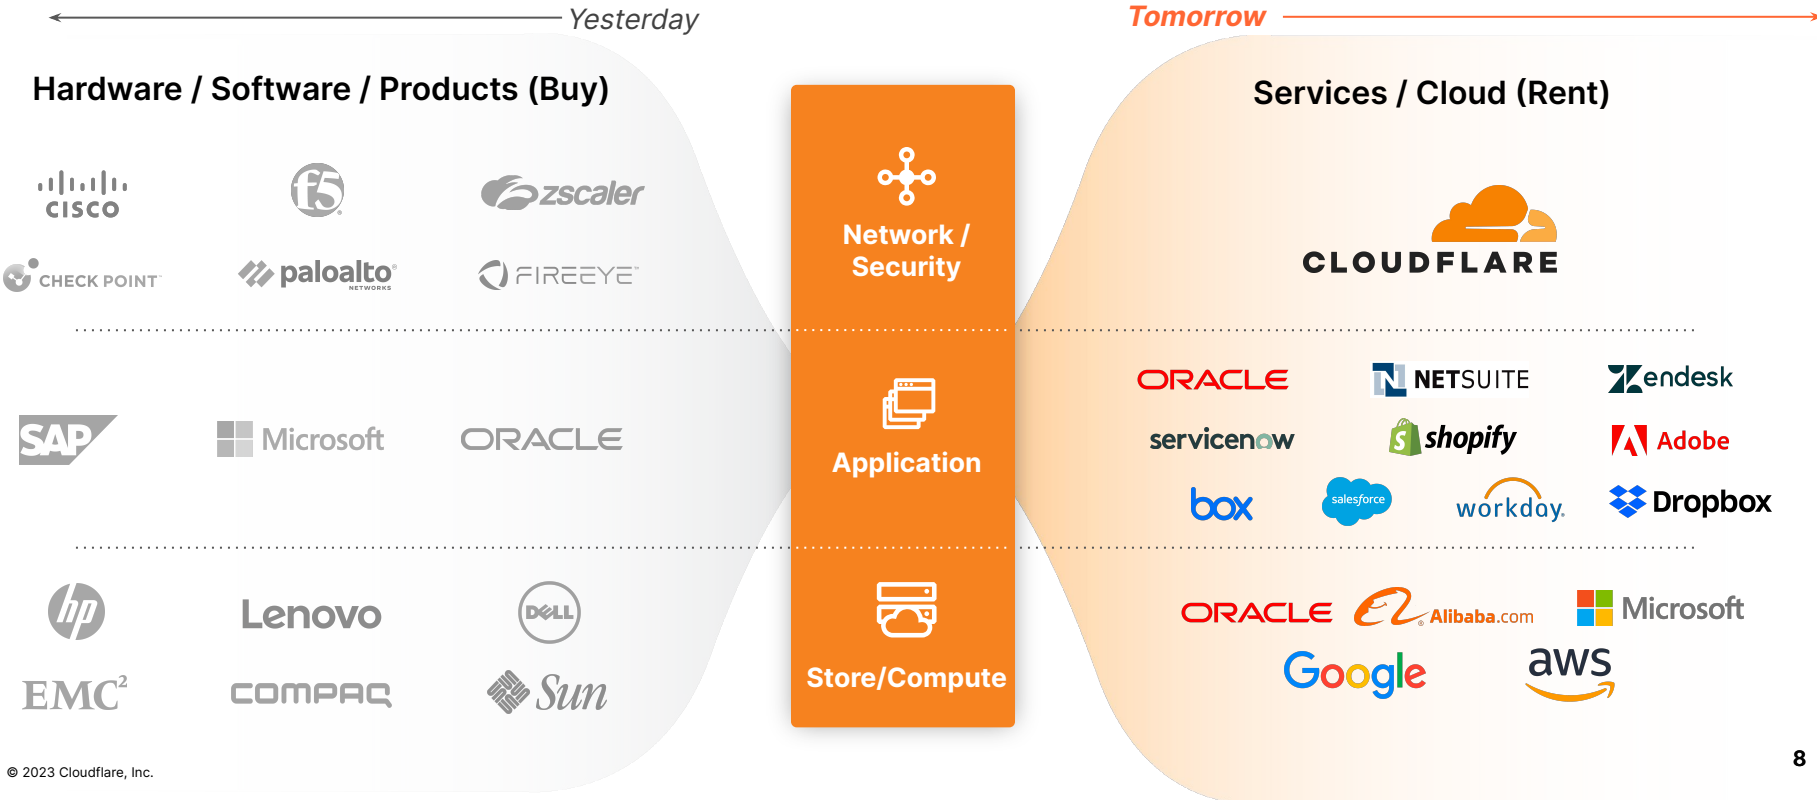 Yesterday
Tomorrow
Hardware / Software / Products (Buy)
Services / Cloud (Rent)
CISCO
f5®
zscaler
CHECK POINT™
paloalto®
NETWORKS
FIREEYE™
Network /
Security
CLOUDFLARE
SAP
Microsoft
ORACLE
Application
ORACLE
NETSUITE
zendesk
servicenow
shopify
Adobe
box
salesforce
workday®
Dropbox
hp
Lenovo
DELL
EMC²
COMPAQ
Sun
Store/Compute
ORACLE
® Alibaba.com
Microsoft
Google
aws
© 2023 Cloudflare, Inc.
8